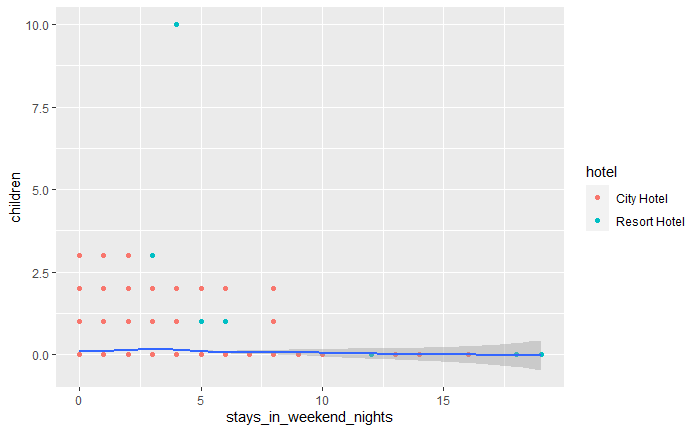 10.0
7.5
5.0
2.5
0.0
children
0 5 10 15
stays_in_weekend_nights
hotel
City Hotel
Resort Hotel